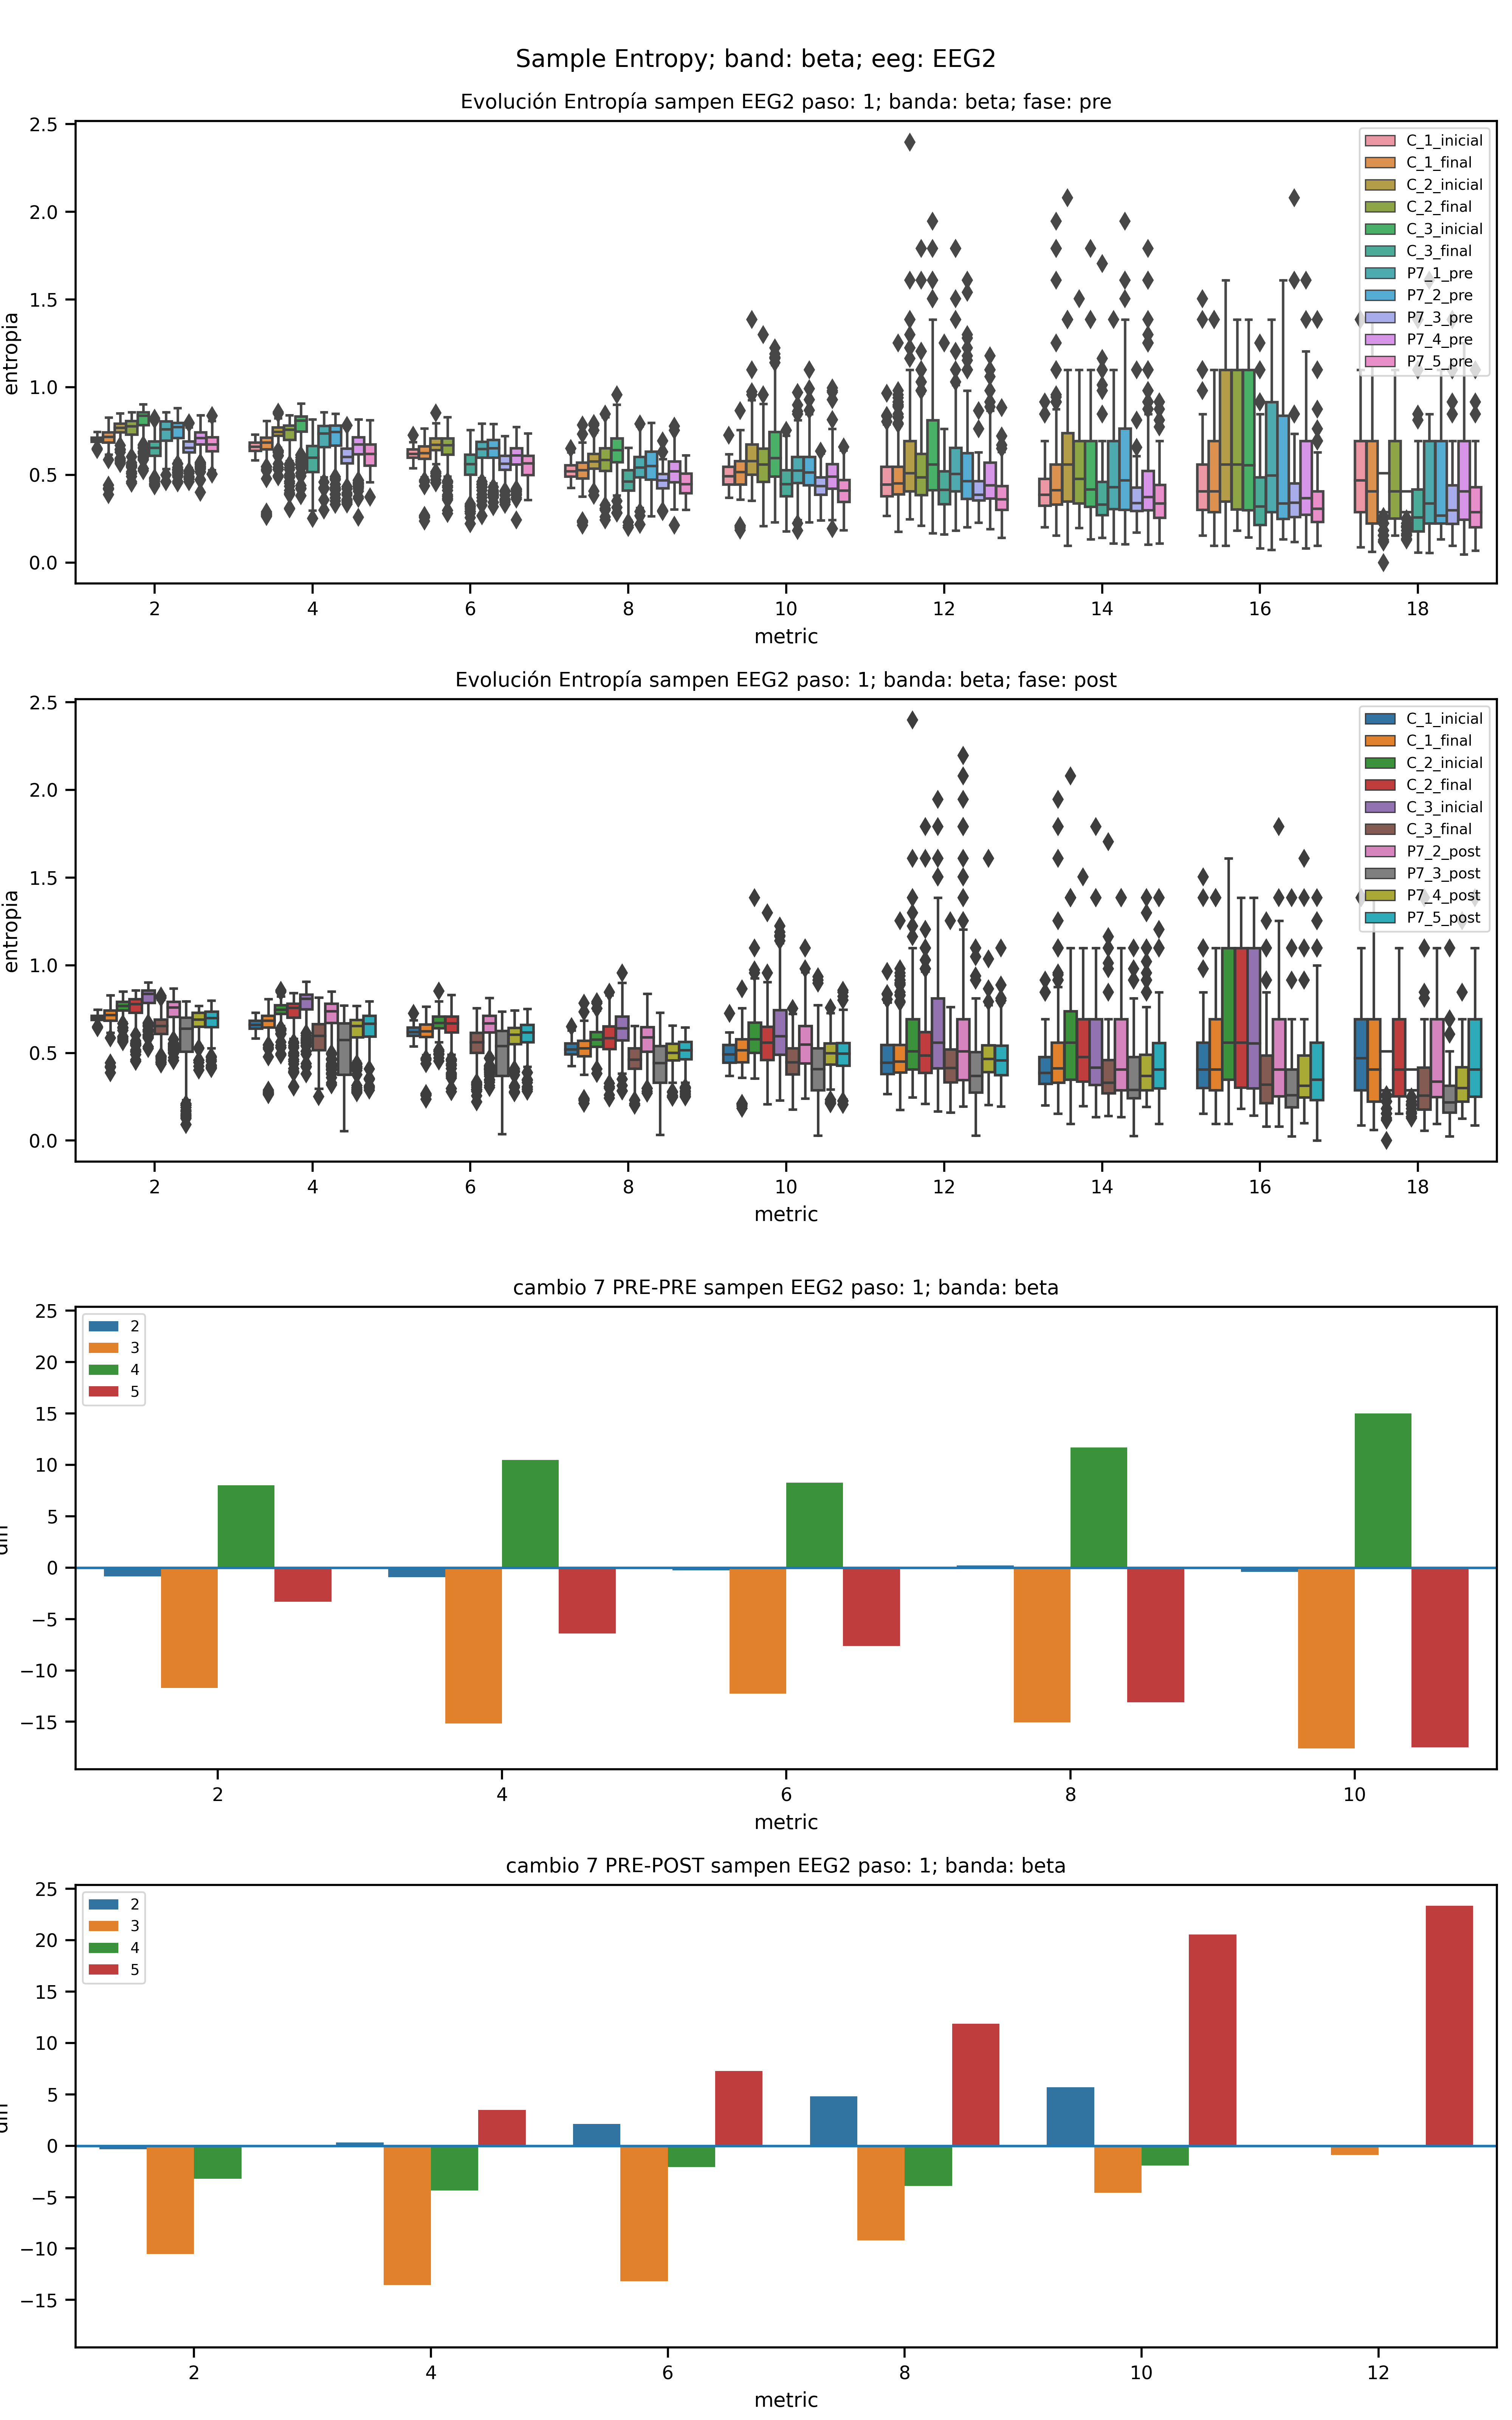 Sample Entropy; band: beta; eeg: EEG2
Evolución Entropía sampen EEG2 paso: 1; banda: beta; fase: pre
2.5
2.0
1.5
1.0
0.5
0.0
entropia
C_1_inicial
C_1_final
C_2_inicial
C_2_final
C_3_inicial
C_3_final
P7_1_pre
P7_2_pre
P7_3_pre
P7_4_pre
P7_5_pre
2 4 6 8 10 12 14 16 18
metric
Evolución Entropía sampen EEG2 paso: 1; banda: beta; fase: post
2.5
2.0
1.5
1.0
0.5
0.0
entropia
C_1_inicial
C_1_final
C_2_inicial
C_2_final
C_3_inicial
C_3_final
P7_2_post
P7_3_post
P7_4_post
P7_5_post
2 4 6 8 10 12 14 16 18
metric
cambio 7 PRE-PRE sampen EEG2 paso: 1; banda: beta
25
20
15
10
5
0
−5
−10
−15
2
3
4
5
2 4 6 8 10
metric
cambio 7 PRE-POST sampen EEG2 paso: 1; banda: beta
25
20
15
10
5
0
−5
−10
−15
2
3
4
5
2 4 6 8 10 12
metric